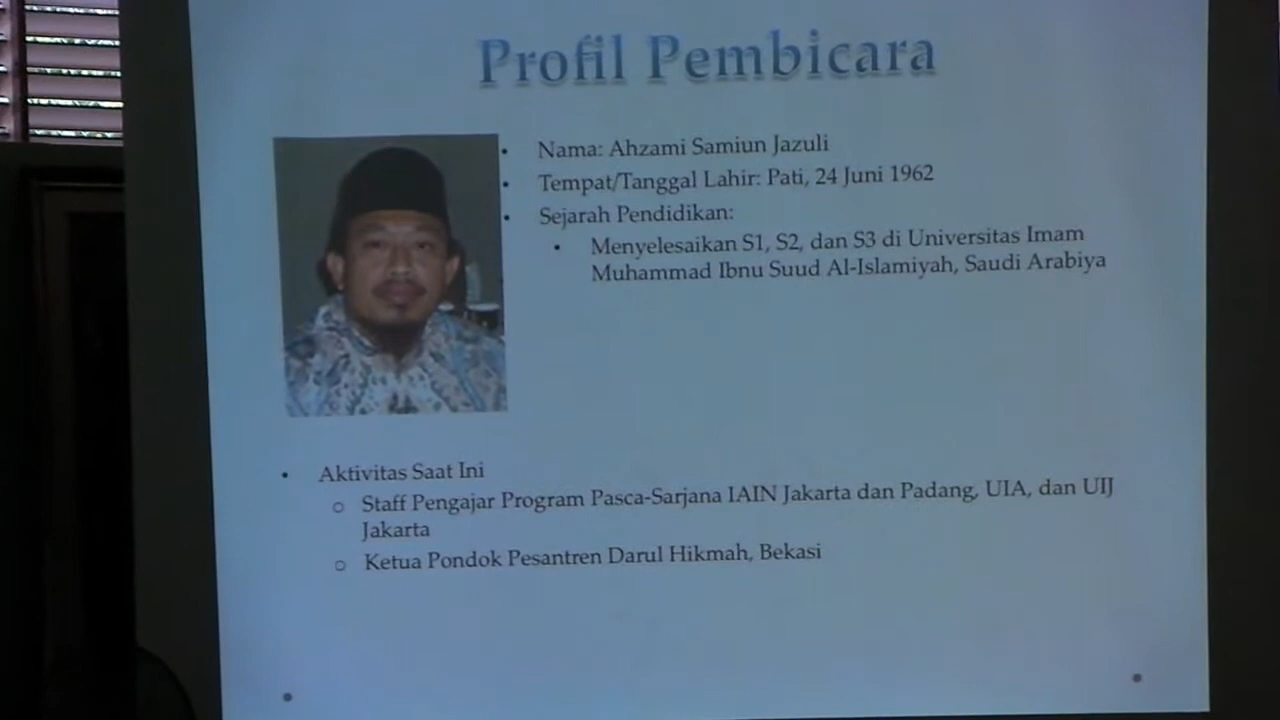 Profil Pembicara
• Nama: Ahzami Samiun Jazuli
• Tempat/Tanggal Lahir: Pati, 24 Juni 1962
• Sejarah Pendidikan:
• Menyelesaikan S1, S2, dan S3 di Universitas Imam
Muhammad Ibnu Suud Al-Islamiyah, Saudi Arabiya
• Aktivitas Saat Ini
o Staff Pengajar Program Pasca-Sarjana IAIN Jakarta dan Padang, UIA, dan UIJ
Jakarta
o Ketua Pondok Pesantren Darul Hikmah, Bekasi